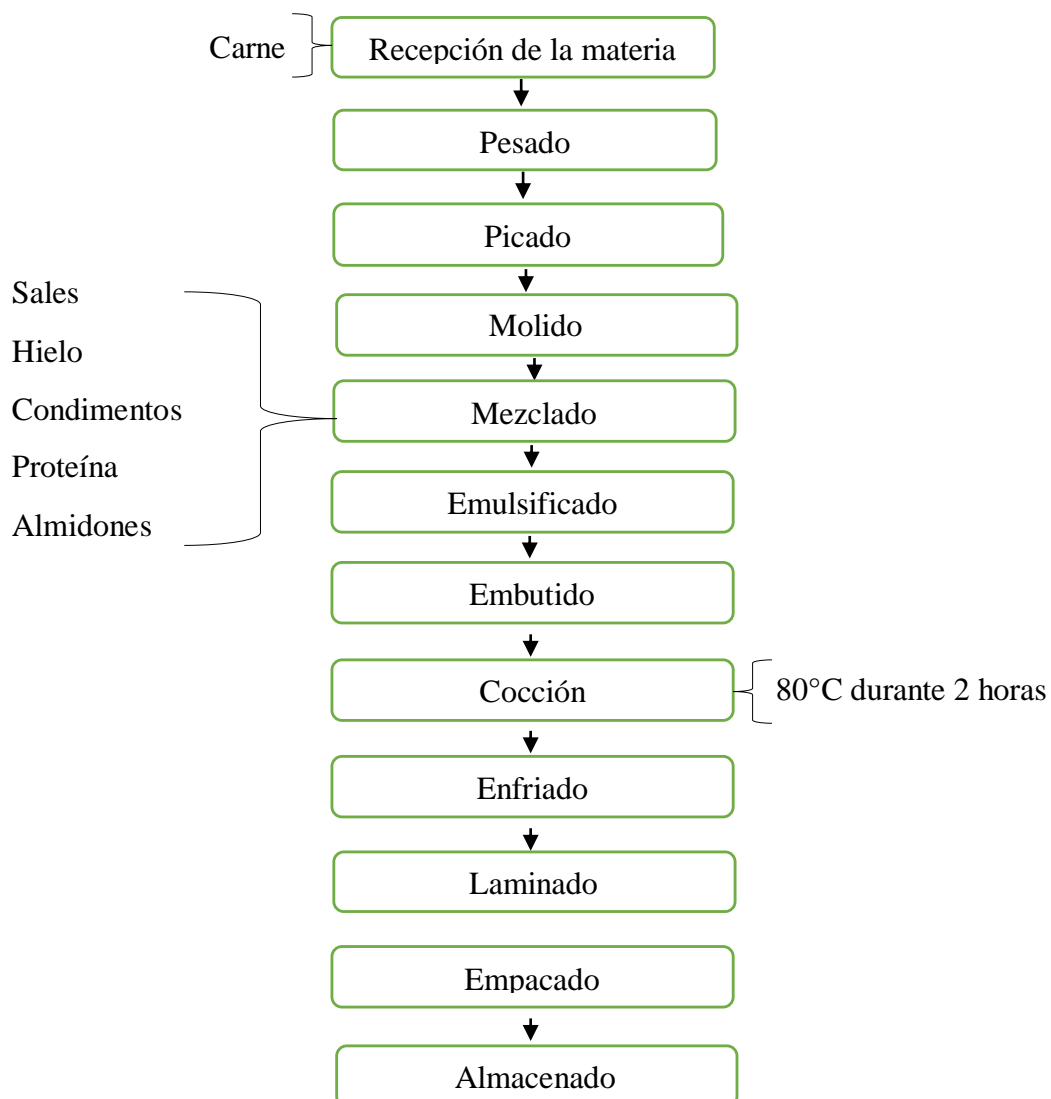 Carne
Recepción de la materia
Pesado
Picado
Molido
Sales
Hielo
Condimentos
Proteína
Almidones
Mezclado
Emulsificado
Embutido
Cocción
80°C durante 2 horas
Enfriado
Laminado
Empacado
Almacenado